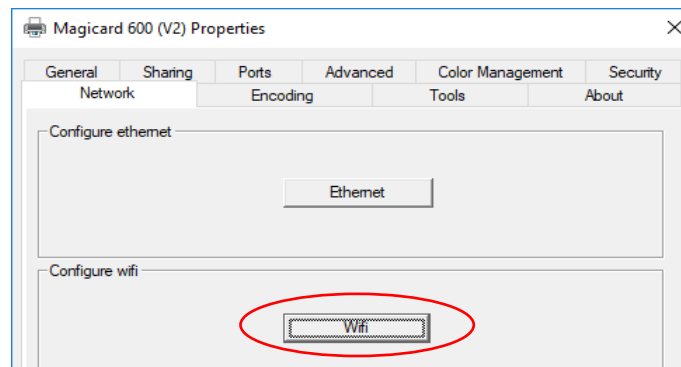 Magicard 600 (V2) Properties
General Sharing Ports Advanced Color Management Security
Network Encoding Tools About
Configure ethernet
Ethernet
Configure wifi
Wifi